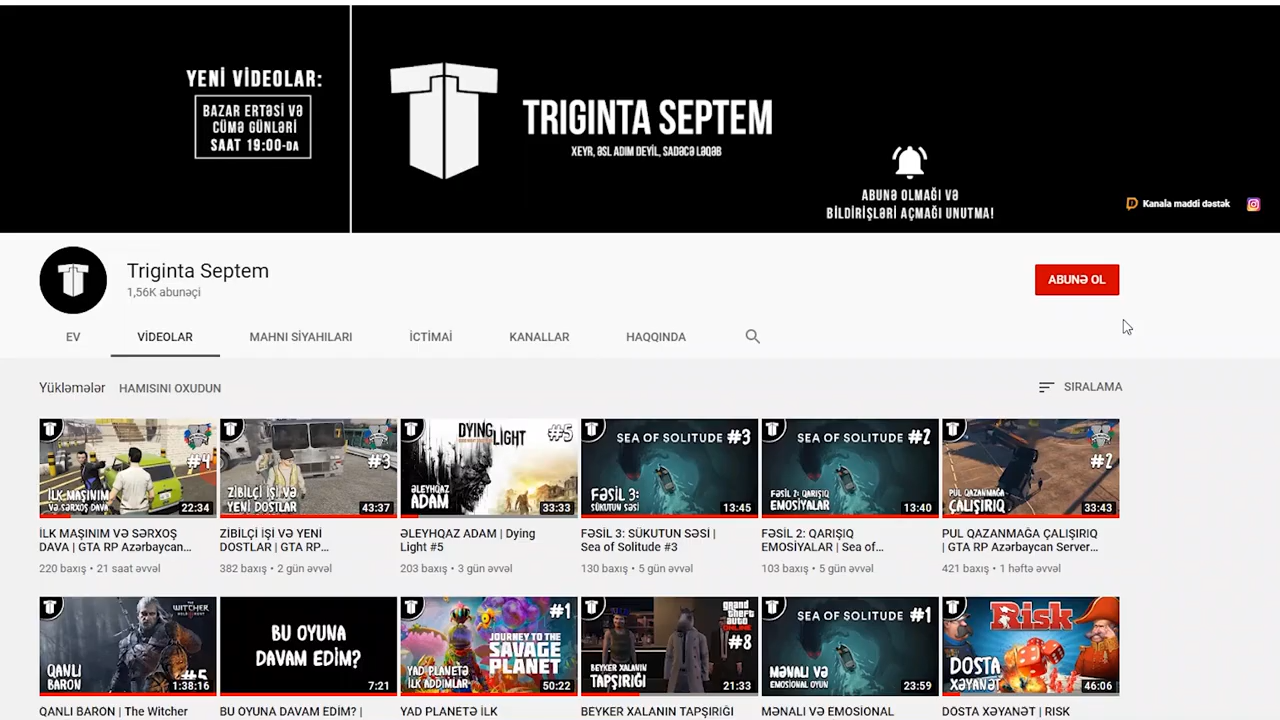 YENİ VİDEOLAR:
BAZAR ERTƏSİ VƏ
CÜMƏ GÜNLƏRİ
SAAT 19:00-DA
TRIGINTA SEPTEM
XEYR, ƏSL ADIM DEYİL, SADƏCƏ LƏQƏB
ABUNƏ OLMAĞI VƏ
BİLDİRİŞLƏRİ AÇMAĞI UNUTMA!
Kanala maddi dəstək
Triginta Septem
1,56K abunəçi
ABUNƏ OL
EV VİDEOLAR MAHNI SİYAHILARI İCTİMAİ KANALLAR HAQQINDA
Yükləmələr HAMISINI OXUDUN SIRALAMA
#4
İLK MAŞINIM
VƏ SƏRXOŞ DAVA
22:34
#3
ZİBİLÇİ İŞİ VƏ
YENİ DOSTLAR
43:37
DYING LIGHT #5
ƏLEYHQAZ
ADAM
33:33
SEA OF SOLITUDE #3
FƏSİL 3:
SÜKUTUN SƏSİ
13:45
SEA OF SOLITUDE #2
FƏSİL 2: QARIŞIQ
EMOSİYALAR
13:40
#2
PUL QAZANMAĞA
ÇALIŞIRIQ
33:43
İLK MAŞINIM VƏ SƏRXOŞ
DAVA | GTA RP Azərbaycan...
220 baxış • 21 saat əvvəl
ZİBİLÇİ İŞİ VƏ YENİ
DOSTLAR | GTA RP...
382 baxış • 2 gün əvvəl
ƏLEYHQAZ ADAM | Dying
Light #5
203 baxış • 3 gün əvvəl
FƏSİL 3: SÜKUTUN SƏSİ |
Sea of Solitude #3
130 baxış • 5 gün əvvəl
FƏSİL 2: QARIŞIQ
EMOSİYALAR | Sea of...
103 baxış • 5 gün əvvəl
PUL QAZANMAĞA ÇALIŞIRIQ
| GTA RP Azərbaycan Server...
421 baxış • 1 həftə əvvəl
THE WITCHER
QANLI
BARON
#5
1:38:16
BU OYUNA
DAVAM EDİM?
7:21
#1
JOURNEY TO THE
SAVAGE
PLANET
YAD PLANETƏ
İLK ADDIMLAR
50:22
grand
theft
auto
ONLINE
#8
BEYKER XALANIN
TAPŞIRIĞI
21:33
SEA OF SOLITUDE #1
MƏNALI VƏ
EMOSIONAL OYUN
23:59
Risk
DOSTA
XƏYANƏT
46:06
QANLI BARON | The Witcher
BU OYUNA DAVAM EDİM? |
YAD PLANETƏ İLK
BEYKER XALANIN TAPŞIRIĞI
MƏNALI VƏ EMOSIONAL
DOSTA XƏYANƏT | RISK